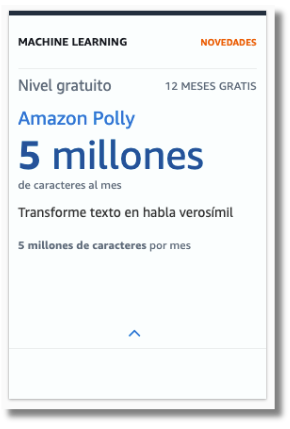 MACHINE LEARNING NOVEDADES
Nivel gratuito 12 MESES GRATIS
Amazon Polly
5 millones
de caracteres al mes
Transforme texto en habla verosímil
5 millones de caracteres por mes